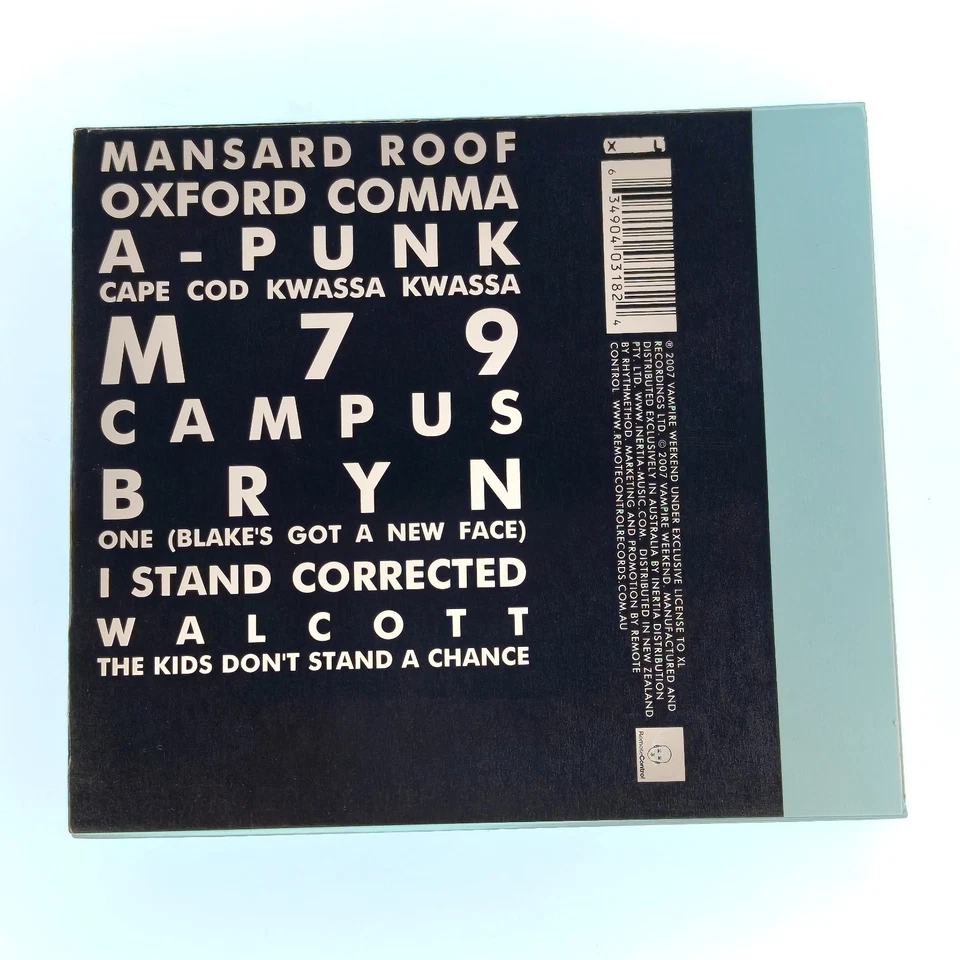 MANSARD ROOF
OXFORD COMMA
A - PUNK
CAPE COD KWASSA KWASSA
M 7 9
CAMPUS
BRYN
ONE (BLAKE'S GOT A NEW FACE)
I STAND CORRECTED
WALCOTT
THE KIDS DON'T STAND A CHANCE
XL
6 34904 03182 4
℗ 2007 VAMPIRE WEEKEND UNDER EXCLUSIVE LICENSE TO XL
RECORDINGS LTD. © 2007 VAMPIRE WEEKEND. MANUFACTURED AND
DISTRIBUTED EXCLUSIVELY IN AUSTRALIA BY INERTIA DISTRIBUTION
PTY. LTD. WWW.INERTIA-MUSIC.COM. DISTRIBUTED IN NEW ZEALAND
BY RHYTHMETHOD. MARKETING AND PROMOTION BY REMOTE
CONTROL WWW.REMOTECONTROLRECORDS.COM.AU
RemoteControl